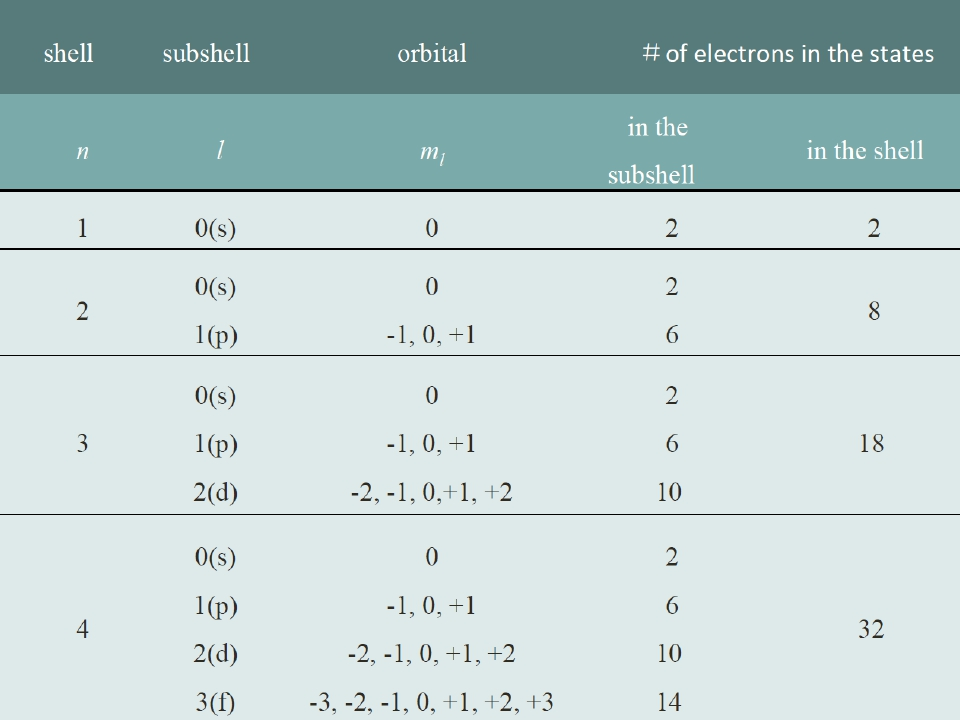 shell subshell orbital # of electrons in the states
n l ml in the subshell in the shell
1 0(s) 0 2 2
2 0(s) 0 2 8
1(p) -1, 0, +1 6
3 0(s) 0 2 18
1(p) -1, 0, +1 6
2(d) -2, -1, 0,+1, +2 10
4 0(s) 0 2 32
1(p) -1, 0, +1 6
2(d) -2, -1, 0, +1, +2 10
3(f) -3, -2, -1, 0, +1, +2, +3 14